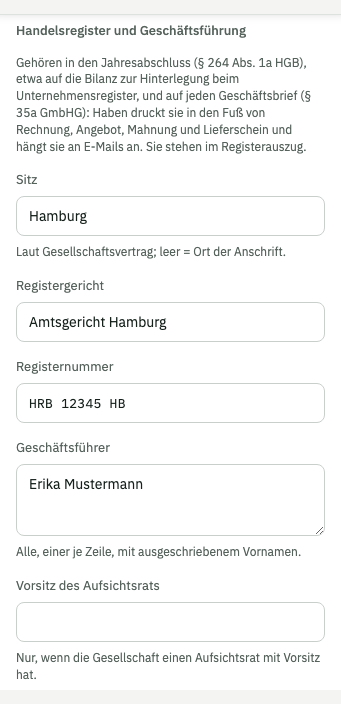 Handelsregister und Geschäftsführung
Gehören in den Jahresabschluss (§ 264 Abs. 1a HGB),
etwa auf die Bilanz zur Hinterlegung beim
Unternehmensregister, und auf jeden Geschäftsbrief (§
35a GmbHG): Haben druckt sie in den Fuß von
Rechnung, Angebot, Mahnung und Lieferschein und
hängt sie an E-Mails an. Sie stehen im Registerauszug.
Sitz
Hamburg
Laut Gesellschaftsvertrag; leer = Ort der Anschrift.
Registergericht
Amtsgericht Hamburg
Registernummer
HRB 12345 HB
Geschäftsführer
Erika Mustermann
Alle, einer je Zeile, mit ausgeschriebenem Vornamen.
Vorsitz des Aufsichtsrats
Nur, wenn die Gesellschaft einen Aufsichtsrat mit Vorsitz
hat.